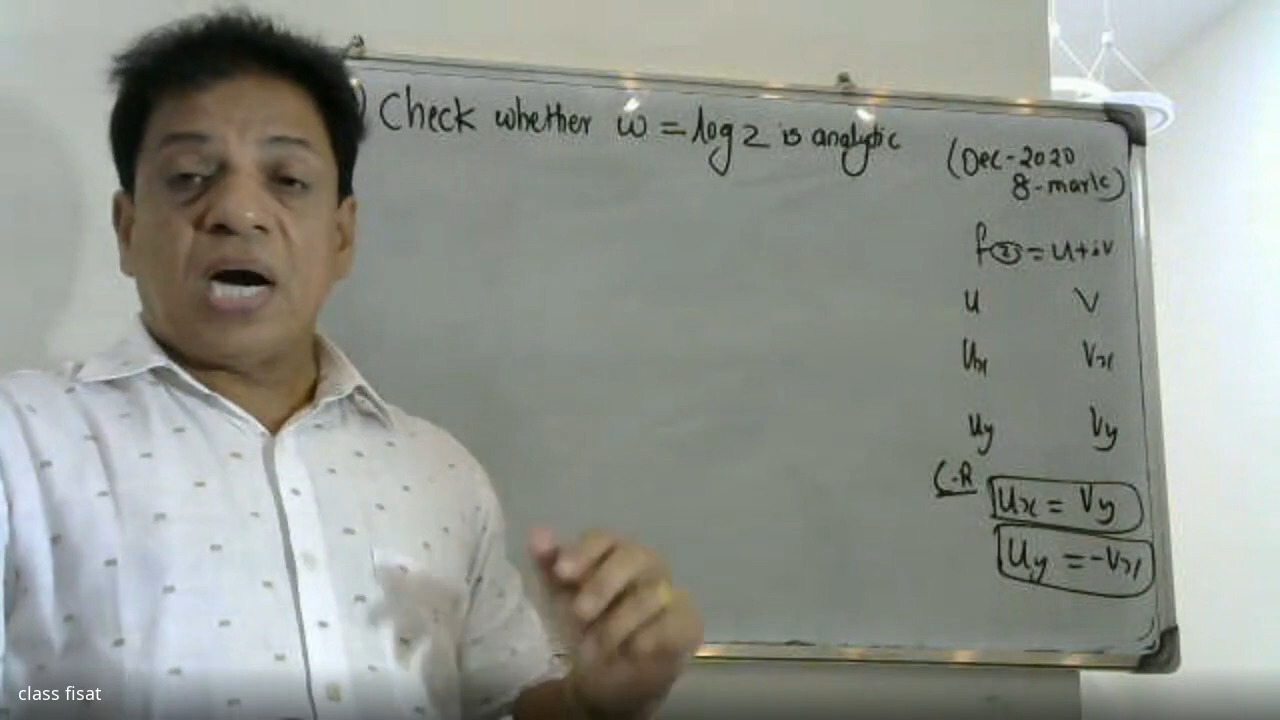 ) Check whether w = log z is analytic
(Dec-2020
8-mark)
f(z) = u+iv
u v
ux vx
uy vy
C-R
ux = vy
uy = -vx
class fisat